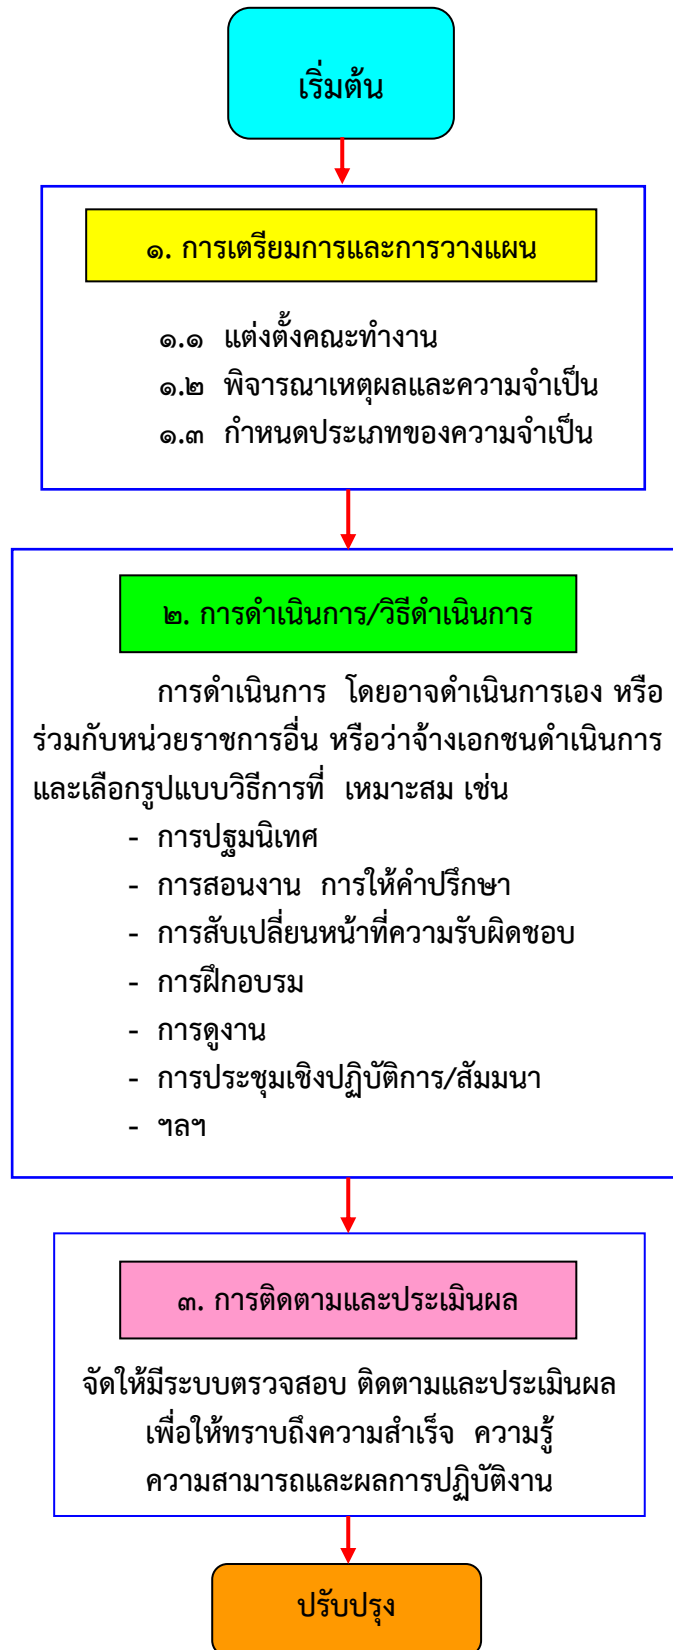 เริ่มต้น
๑. การเตรียมการและการวางแผน
๑.๑ แต่งตั้งคณะทำงาน
๑.๒ พิจารณาเหตุผลและความจำเป็น
๑.๓ กำหนดประเภทของความจำเป็น
๒. การดำเนินการ/วิธีดำเนินการ
การดำเนินการ โดยอาจดำเนินการเอง หรือ
ร่วมกับหน่วยราชการอื่น หรือว่าจ้างเอกชนดำเนินการ
และเลือกรูปแบบวิธีการที่ เหมาะสม เช่น
- การปฐมนิเทศ
- การสอนงาน การให้คำปรึกษา
- การสับเปลี่ยนหน้าที่ความรับผิดชอบ
- การฝึกอบรม
- การดูงาน
- การประชุมเชิงปฏิบัติการ/สัมมนา
- ฯลฯ
๓. การติดตามและประเมินผล
จัดให้มีระบบตรวจสอบ ติดตามและประเมินผล
เพื่อให้ทราบถึงความสำเร็จ ความรู้
ความสามารถและผลการปฏิบัติงาน
ปรับปรุง